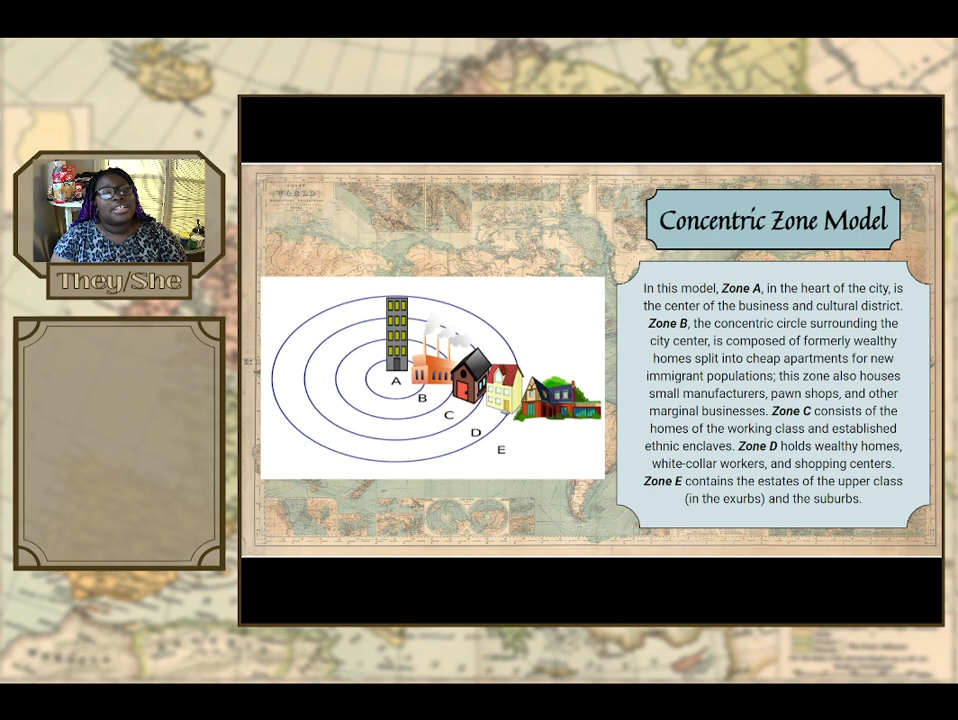 They/She
WORLD
Concentric Zone Model
In this model, Zone A, in the heart of the city, is
the center of the business and cultural district.
Zone B, the concentric circle surrounding the
city center, is composed of formerly wealthy
homes split into cheap apartments for new
immigrant populations; this zone also houses
small manufacturers, pawn shops, and other
marginal businesses. Zone C consists of the
homes of the working class and established
ethnic enclaves. Zone D holds wealthy homes,
white-collar workers, and shopping centers.
Zone E contains the estates of the upper class
(in the exurbs) and the suburbs.
A
B
C
D
E